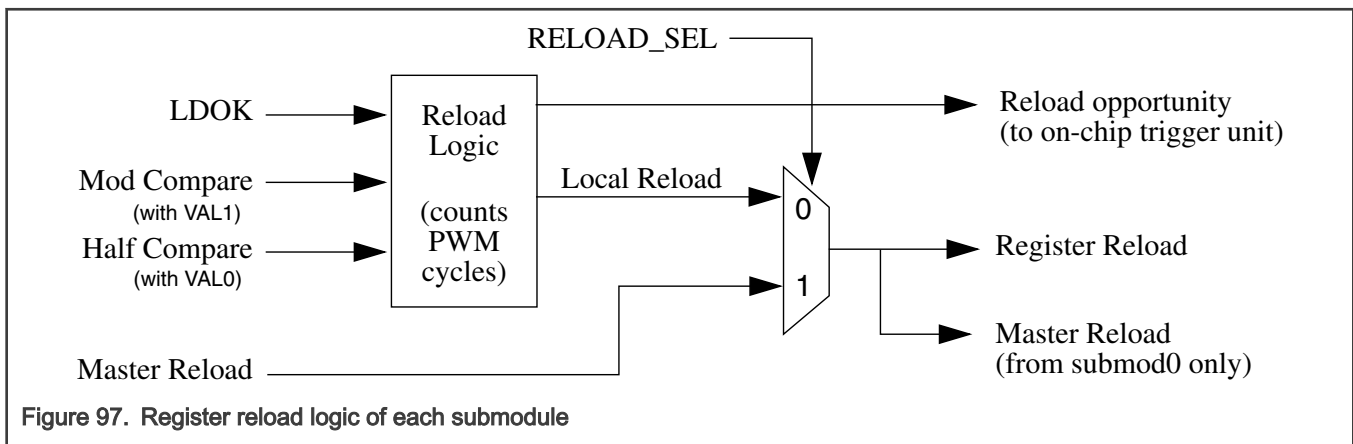 RELOAD_SEL
LDOK
Mod Compare
(with VAL1)
Half Compare
(with VAL0)
Master Reload
Reload
Logic
(counts
PWM
cycles)
Local Reload
0
1
Reload opportunity
(to on-chip trigger unit)
Register Reload
Master Reload
(from submod0 only)
Figure 97. Register reload logic of each submodule